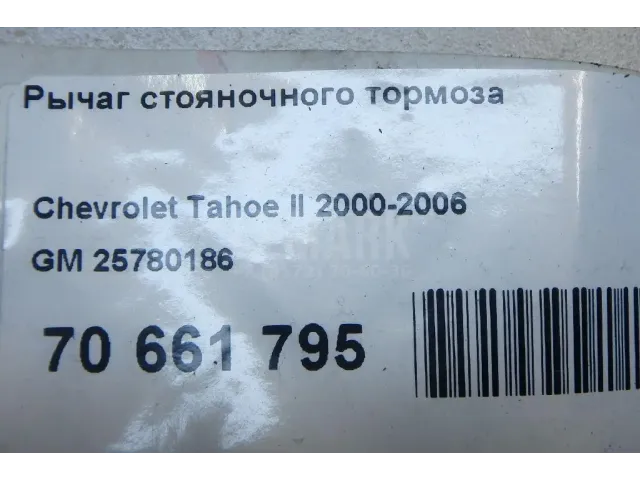 Рычаг стояночного тормоза
Chevrolet Tahoe II 2000-2006
GM 25780186
70 661 795